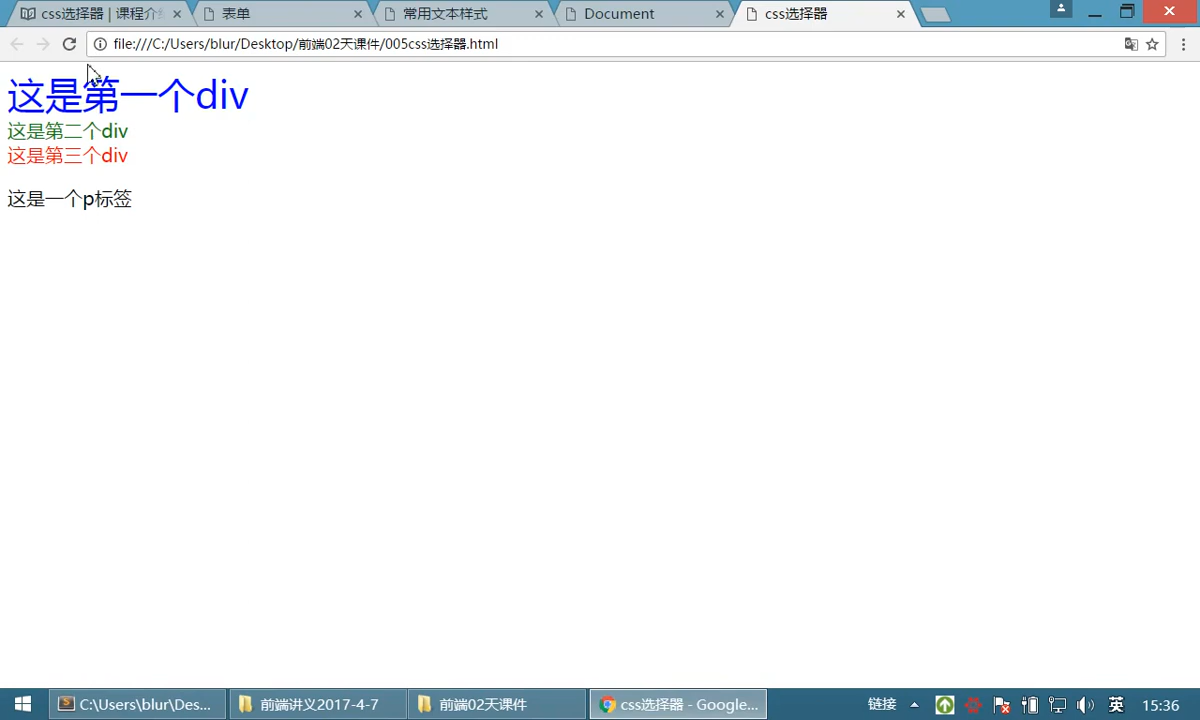 css选择器 | 课程介绍
表单
常用文本样式
Document
css选择器
file:///C:/Users/blur/Desktop/前端02天课件/005css选择器.html
这是第一个div
这是第二个div
这是第三个div
这是一个p标签
C:\Users\blur\Des...
前端讲义2017-4-7
前端02天课件
css选择器 - Google...
链接
英
15:36